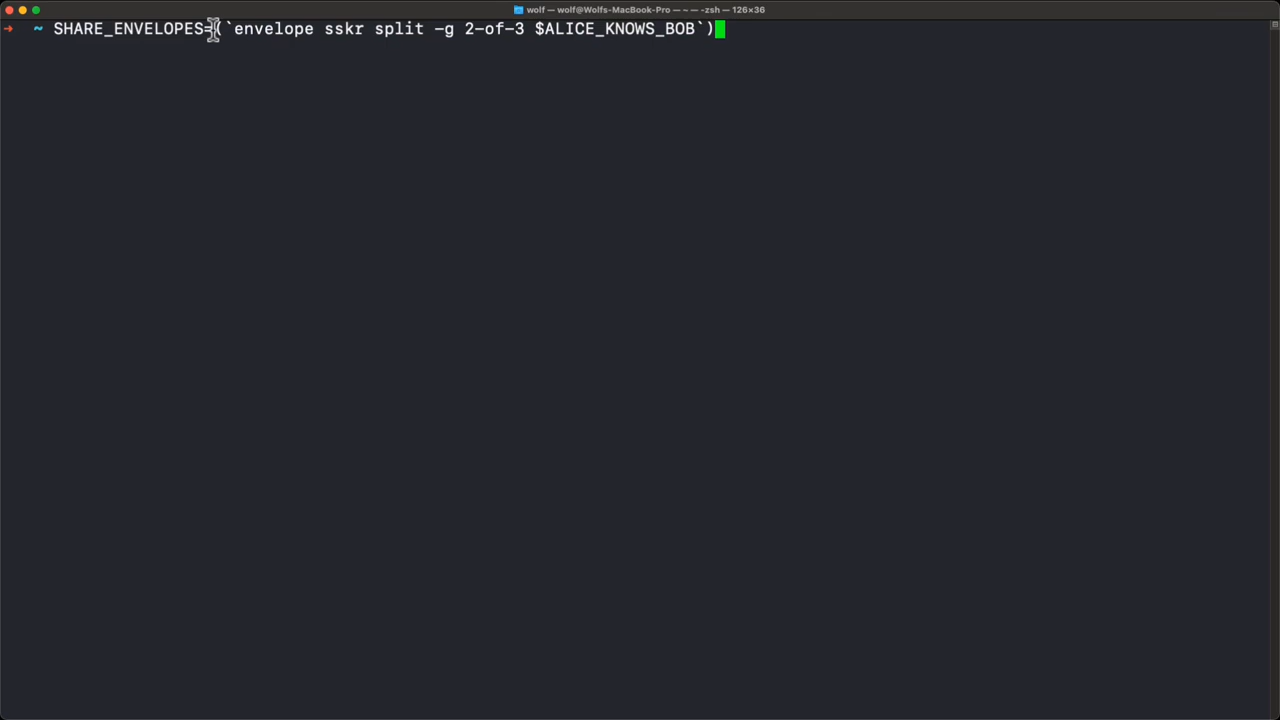 wolf — wolf@Wolfs-MacBook-Pro — ~ — -zsh — 126×36
➜ ~ SHARE_ENVELOPES=(`envelope sskr split -g 2-of-3 $ALICE_KNOWS_BOB`)